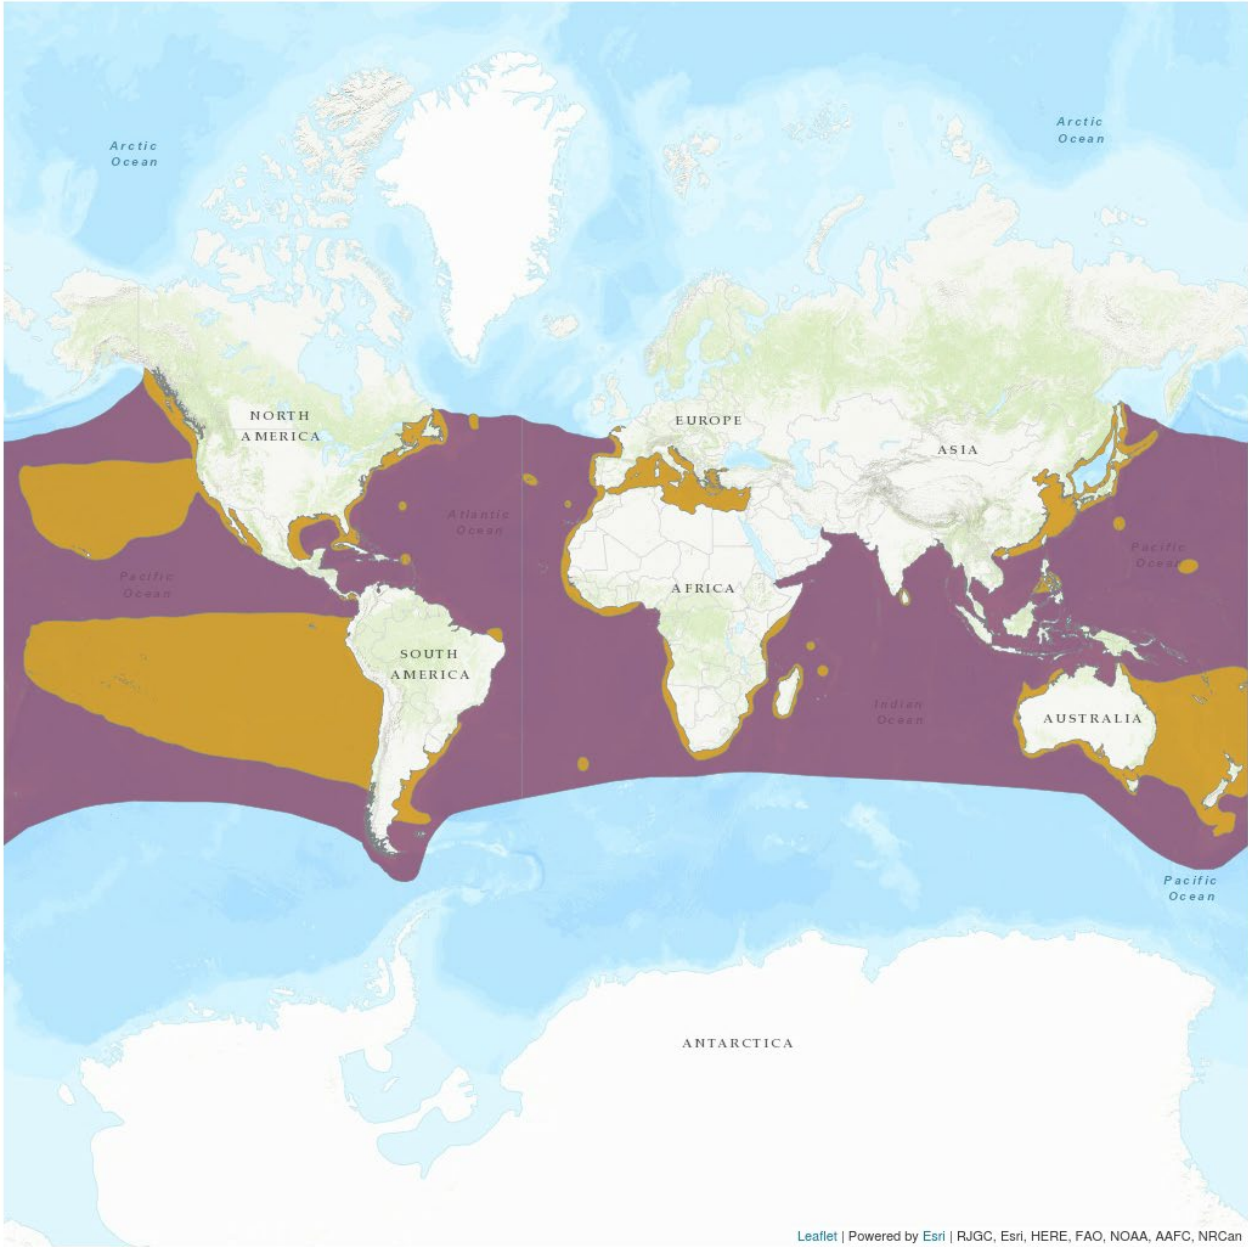 Arctic
Ocean
Arctic
Ocean
NORTH
AMERICA
EUROPE
ASIA
Atlantic
Ocean
Pacific
Ocean
Pacific
Ocean
AFRICA
SOUTH
AMERICA
Indian
Ocean
AUSTRALIA
Pacific
Ocean
ANTARCTICA
Leaflet | Powered by Esri | RJGC, Esri, HERE, FAO, NOAA, AAFC, NRCan